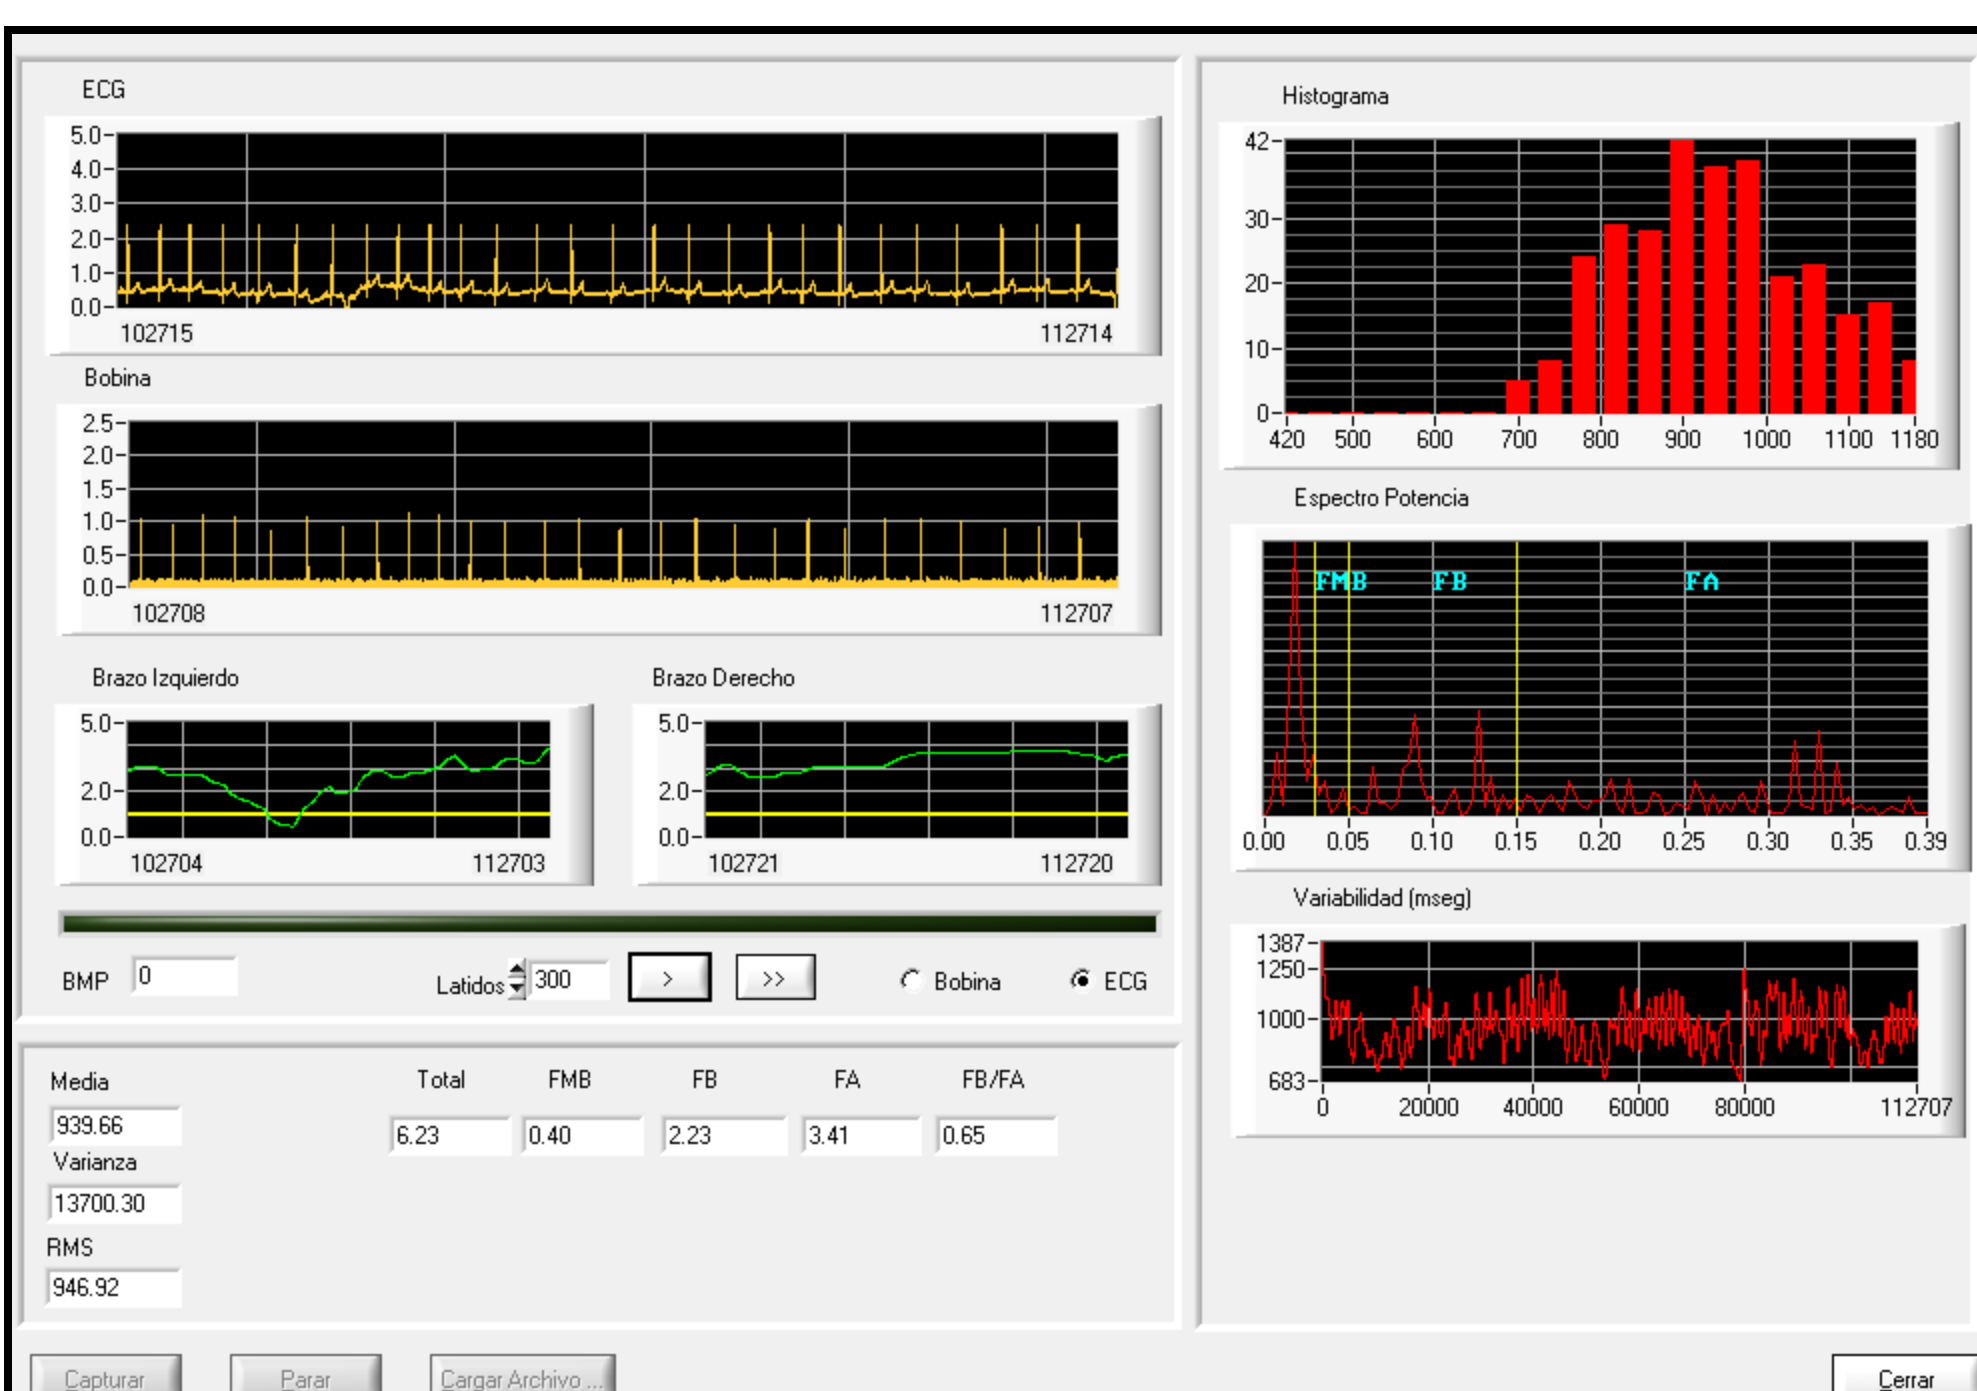 ECG
5.0
4.0
3.0
2.0
1.0
0.0
102715 112714
Bobina
2.5
2.0
1.5
1.0
0.5
0.0
102708 112707
Brazo Izquierdo
5.0
2.0
0.0
102704 112703
Brazo Derecho
5.0
2.0
0.0
102721 112720
BMP 0 Latidos 300 > >> Bobina ECG
Media
939.66
Varianza
13700.30
RMS
946.92
Total FMB FB FA FB/FA
6.23 0.40 2.23 3.41 0.65
Histograma
42
30
20
10
0
420 500 600 700 800 900 1000 1100 1180
Espectro Potencia
FMB FB FA
0.00 0.05 0.10 0.15 0.20 0.25 0.30 0.35 0.39
Variabilidad (mseg)
1387
1250
1000
683
0 20000 40000 60000 80000 112707
Capturar Parar Cargar Archivo ... Cerrar